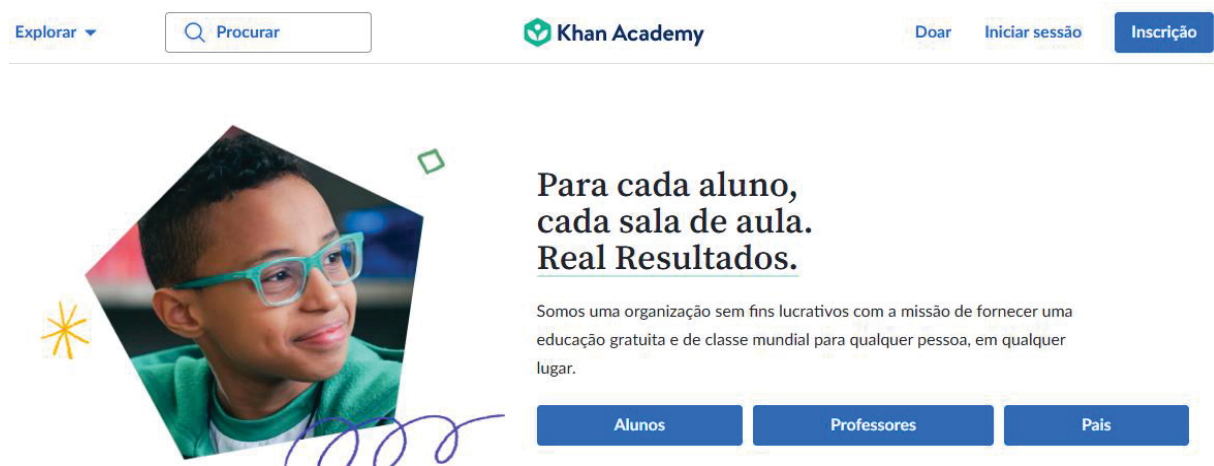 Explorar
Procurar
Khan Academy
Doar
Iniciar sessão
Inscrição
Para cada aluno,
cada sala de aula.
Real Resultados.
Somos uma organização sem fins lucrativos com a missão de fornecer uma
educação gratuita e de classe mundial para qualquer pessoa, em qualquer
lugar.
Alunos
Professores
Pais